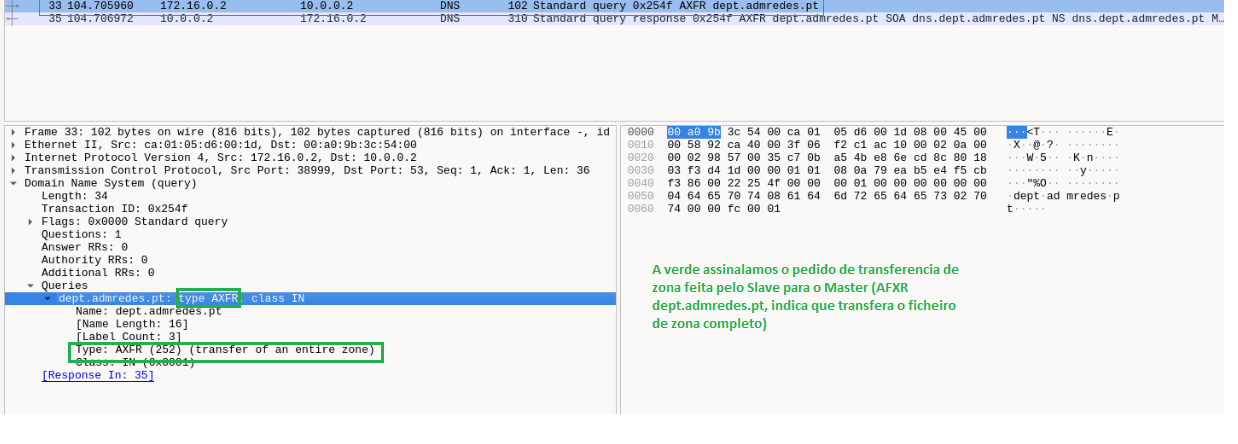 33 104.705960 172.16.0.2 10.0.0.2 DNS 102 Standard query 0x254f AXFR dept.admredes.pt
35 104.706972 10.0.0.2 172.16.0.2 DNS 310 Standard query response 0x254f AXFR dept.admredes.pt SOA dns.dept.admredes.pt NS dns.dept.admredes.pt M…
Frame 33: 102 bytes on wire (816 bits), 102 bytes captured (816 bits) on interface -, id
Ethernet II, Src: ca:01:05:d6:00:1d, Dst: 00:a0:9b:3c:54:00
Internet Protocol Version 4, Src: 172.16.0.2, Dst: 10.0.0.2
Transmission Control Protocol, Src Port: 38999, Dst Port: 53, Seq: 1, Ack: 1, Len: 36
Domain Name System (query)
Length: 34
Transaction ID: 0x254f
Flags: 0x0000 Standard query
Questions: 1
Answer RRs: 0
Authority RRs: 0
Additional RRs: 0
Queries
dept.admredes.pt: type AXFR, class IN
Name: dept.admredes.pt
[Name Length: 16]
[Label Count: 3]
Type: AXFR (252) (transfer of an entire zone)
Class: IN (0x0001)
[Response In: 35]
0000 00 a0 9b 3c 54 00 ca 01 05 d6 00 1d 08 00 45 00 ···<T··· ······E·
0010 00 58 92 ca 40 00 3f 06 f2 c1 ac 10 00 02 0a 00 ·X··@·?· ········
0020 00 02 98 57 00 35 c7 0b a5 4b e8 6e cd 8c 80 18 ···W·5·· ·K·n····
0030 03 f3 d4 1d 00 00 01 01 08 0a 79 ea b5 e4 f5 cb ········ ··y·····
0040 f3 86 00 22 25 4f 00 00 00 01 00 00 00 00 00 00 ···"%O·· ········
0050 04 64 65 70 74 08 61 64 6d 72 65 64 65 73 02 70 ·dept·ad mredes·p
0060 74 00 00 fc 00 01 t·····
A verde assinalamos o pedido de transferencia de
zona feita pelo Slave para o Master (AFXR
dept.admredes.pt, indica que transfera o ficheiro
de zona completo)